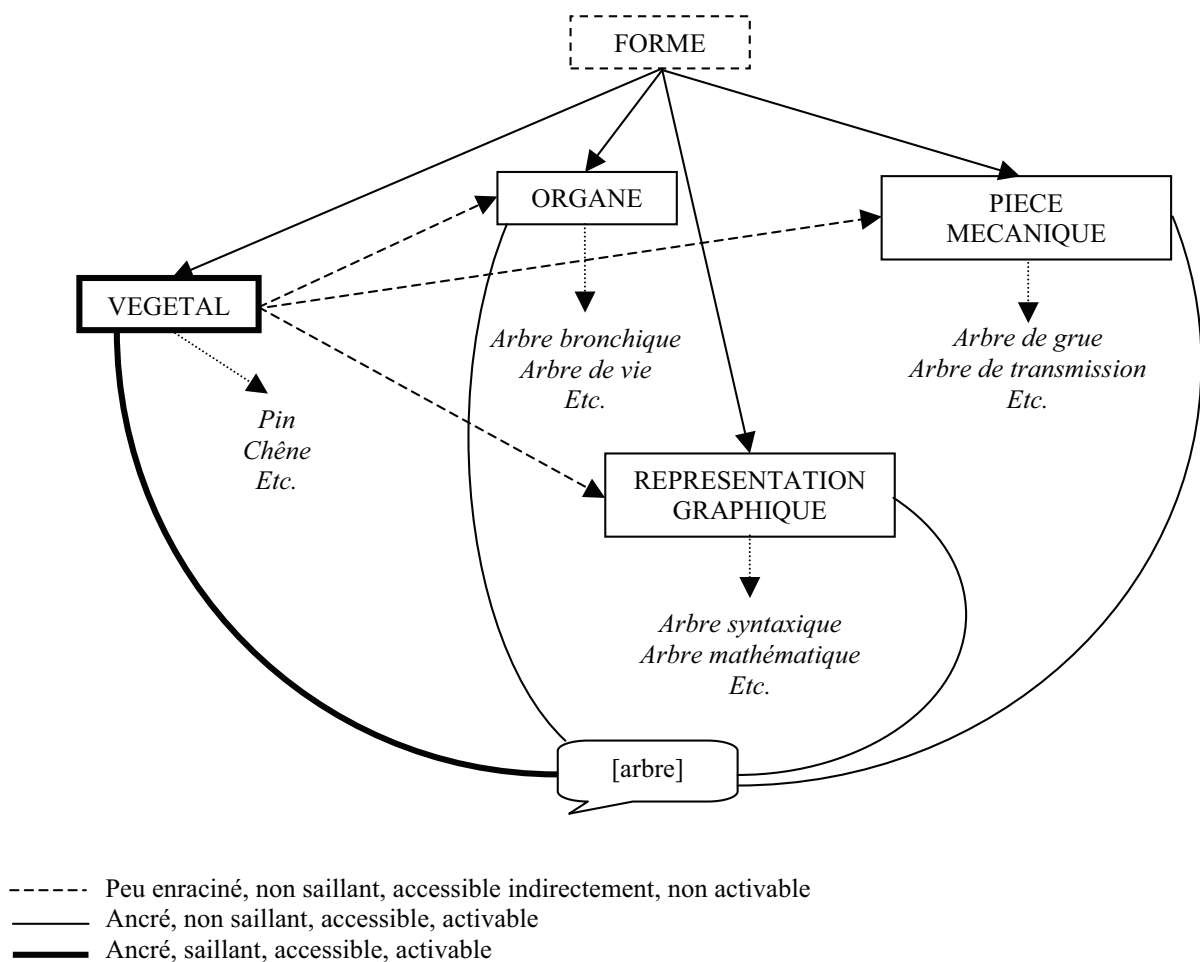 FORME
ORGANE
PIECE
MECANIQUE
VEGETAL
Arbre bronchique
Arbre de vie
Etc.
Arbre de grue
Arbre de transmission
Etc.
Pin
Chêne
Etc.
REPRESENTATION
GRAPHIQUE
Arbre syntaxique
Arbre mathématique
Etc.
[arbre]
Peu enraciné, non saillant, accessible indirectement, non activable
Ancré, non saillant, accessible, activable
Ancré, saillant, accessible, activable